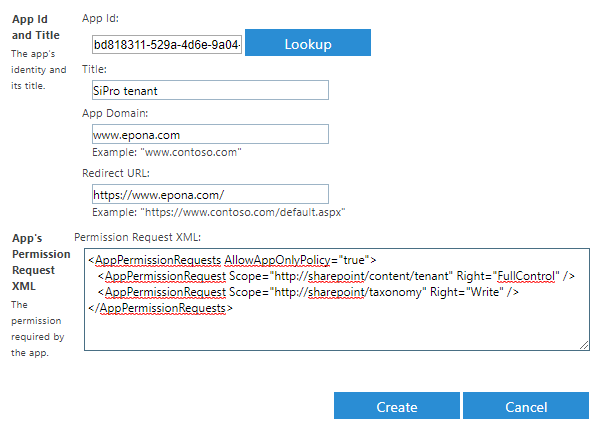 App Id and Title
The app's identity and its title.
App Id:
bd818311-529a-4d6e-9a04-
Lookup
Title:
SiPro tenant
App Domain:
www.epona.com
Example: "www.contoso.com"
Redirect URL:
https://www.epona.com/
Example: "https://www.contoso.com/default.aspx"
App's Permission Request XML
The permission required by the app.
Permission Request XML:
<AppPermissionRequests AllowAppOnlyPolicy="true">
<AppPermissionRequest Scope="http://sharepoint/content/tenant" Right="FullControl" />
<AppPermissionRequest Scope="http://sharepoint/taxonomy" Right="Write" />
</AppPermissionRequests>
Create
Cancel